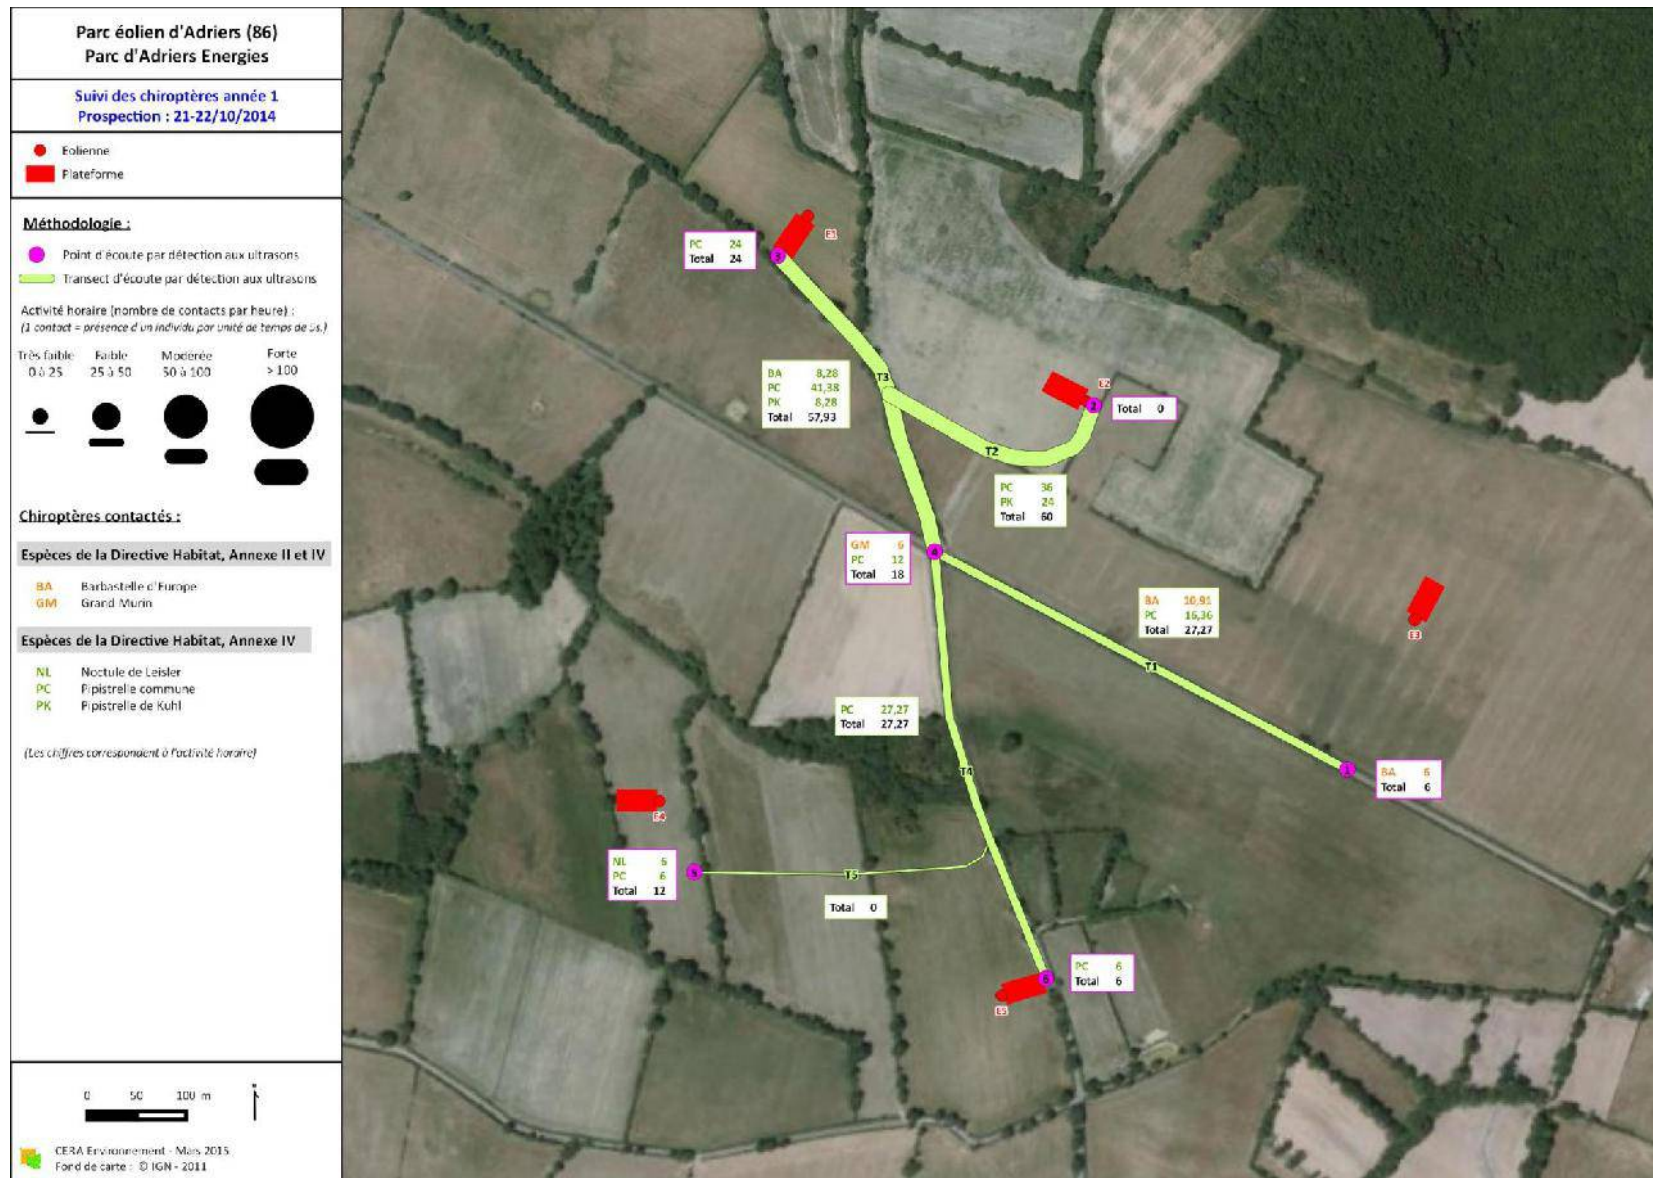 Parc éolien d'Adriers (86)
Parc d'Adriers Energies
Suivi des chiroptères année 1
Prospection : 21-22/10/2014
Eolienne
Plateforme
Méthodologie :
Point d'écoute par détection aux ultrasons
Transect d'écoute par détection aux ultrasons
Activité horaire (nombre de contacts par heure) :
(1 contact = présence d'un individu par unité de temps de 5s.)
Très faible Faible Modérée Forte
0 à 25 25 à 50 50 à 100 > 100
Chiroptères contactés :
Espèces de la Directive Habitat, Annexe II et IV
BA Barbastelle d'Europe
GM Grand Murin
Espèces de la Directive Habitat, Annexe IV
NL Noctule de Leisler
PC Pipistrelle commune
PK Pipistrelle de Kuhl
(Les chiffres correspondent à l'activité horaire)
0 50 100 m
N
CERA Environnement - Mars 2015
Fond de carte : © IGN - 2011
PC 24
Total 24
3
E1
BA 8,28
PC 41,38
PK 8,28
Total 57,93
T3
E2
2
Total 0
T2
PC 36
PK 24
Total 60
GM 6
PC 12
Total 18
4
BA 10,91
PC 16,36
Total 27,27
E3
T1
PC 27,27
Total 27,27
T4
1
BA 6
Total 6
E4
NL 6
PC 6
Total 12
5
T5
Total 0
PC 6
Total 6
6
E5